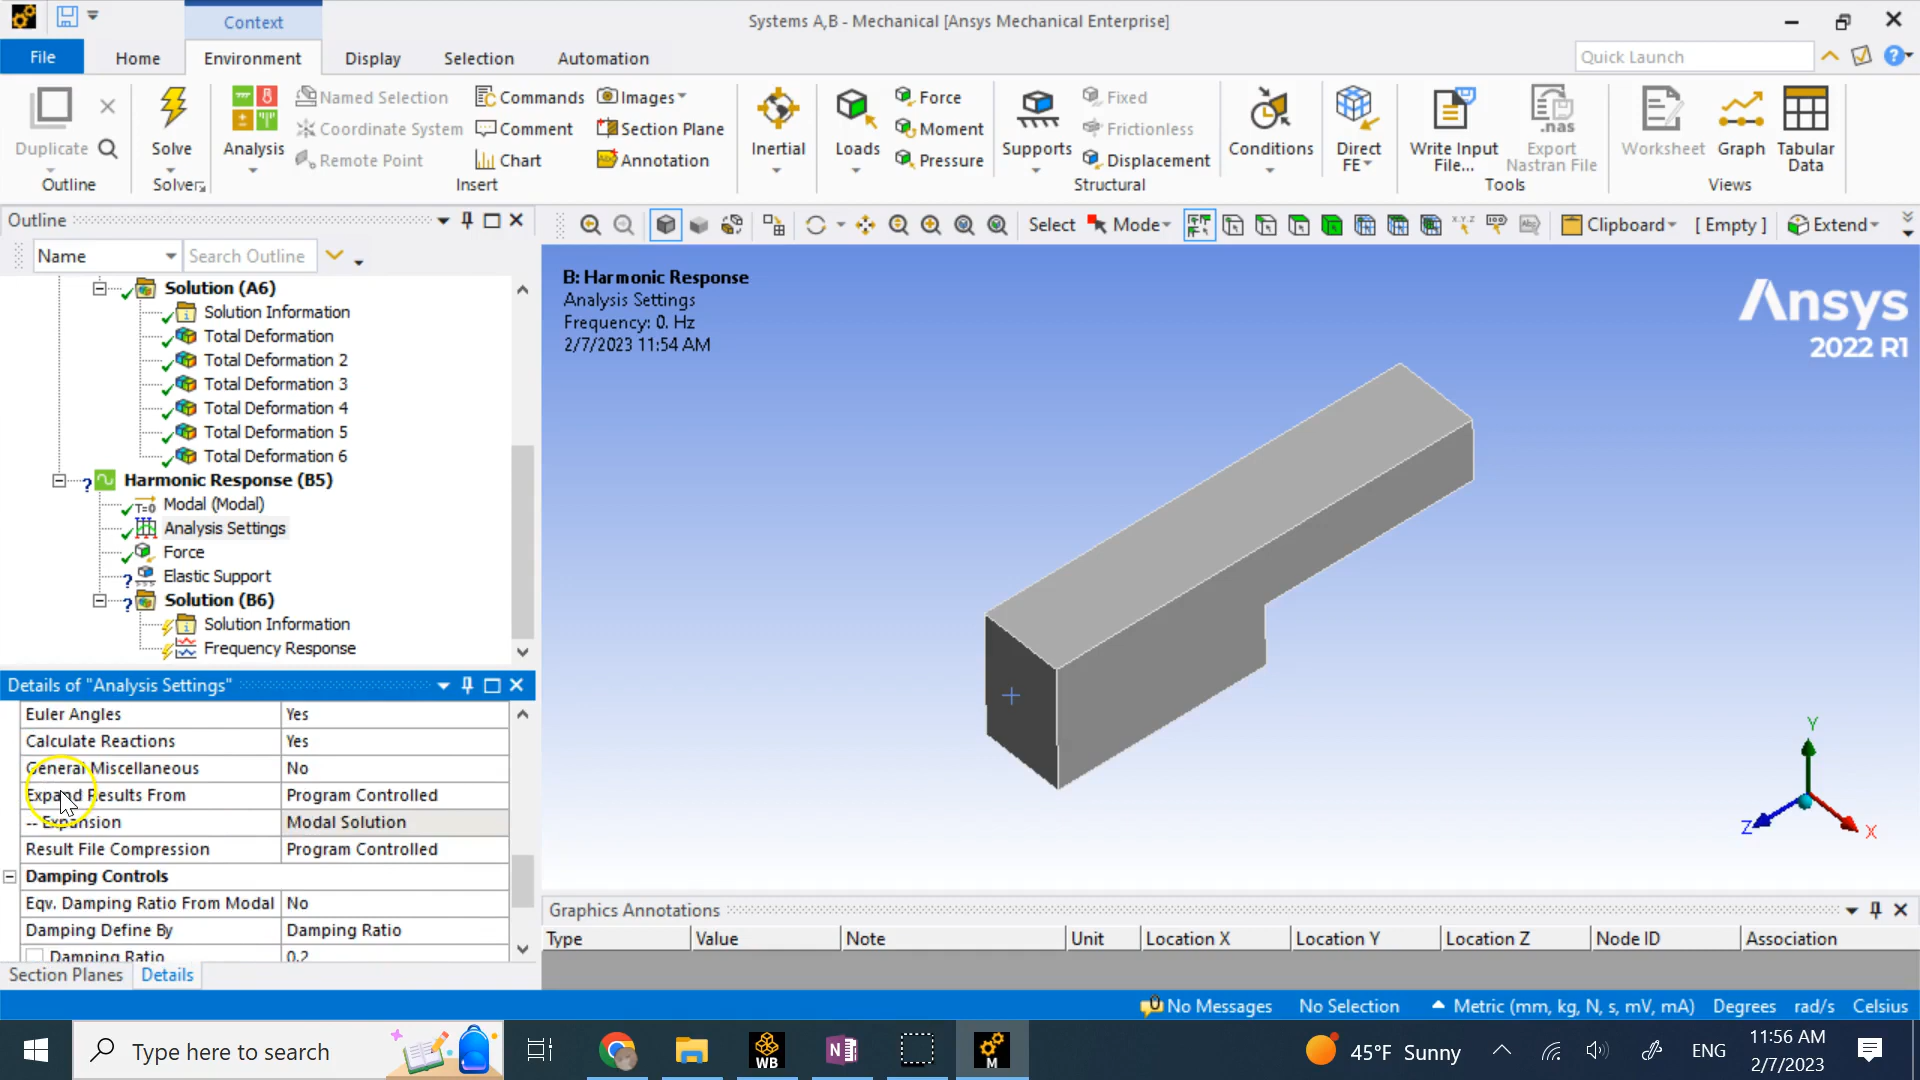 Context
Systems A,B - Mechanical [Ansys Mechanical Enterprise]
File
Home
Environment
Display
Selection
Automation
Quick Launch
Duplicate
Outline
Solve
Solver
Analysis
Named Selection
Coordinate System
Remote Point
Commands
Comment
Chart
Images
Section Plane
Annotation
Insert
Inertial
Loads
Force
Moment
Pressure
Supports
Fixed
Frictionless
Displacement
Structural
Conditions
Direct
FE
Write Input
File...
.nas
Export
Nastran File
Tools
Worksheet
Graph
Tabular
Data
Views
Outline
Name
Search Outline
Select
Mode
Clipboard
[ Empty ]
Extend
Solution (A6)
Solution Information
Total Deformation
Total Deformation 2
Total Deformation 3
Total Deformation 4
Total Deformation 5
Total Deformation 6
Harmonic Response (B5)
Modal (Modal)
T=0
Analysis Settings
Force
Elastic Support
Solution (B6)
Solution Information
Frequency Response
B: Harmonic Response
Analysis Settings
Frequency: 0. Hz
2/7/2023 11:54 AM
Ansys
2022 R1
Y
Z
X
Details of "Analysis Settings"
Euler Angles Yes
Calculate Reactions Yes
General Miscellaneous No
Expand Results From Program Controlled
-- Expansion Modal Solution
Result File Compression Program Controlled
Damping Controls
Eqv. Damping Ratio From Modal No
Damping Define By Damping Ratio
Damping Ratio 0.2
Section Planes
Details
Graphics Annotations
Type Value Note Unit Location X Location Y Location Z Node ID Association
No Messages
No Selection
Metric (mm, kg, N, s, mV, mA)
Degrees
rad/s
Celsius
Type here to search
WB
N
M
45°F Sunny
ENG
11:56 AM
2/7/2023